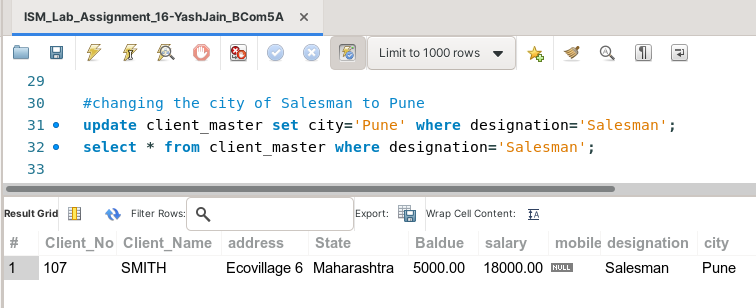 ISM_Lab_Assignment_16-YashJain_BCom5A ×
Limit to 1000 rows
29
30 #changing the city of Salesman to Pune
31 update client_master set city='Pune' where designation='Salesman';
32 select * from client_master where designation='Salesman';
33
Result Grid Filter Rows: Export: Wrap Cell Content:
# Client_No Client_Name address State Baldue salary mobile designation city
1 107 SMITH Ecovillage 6 Maharashtra 5000.00 18000.00 NULL Salesman Pune